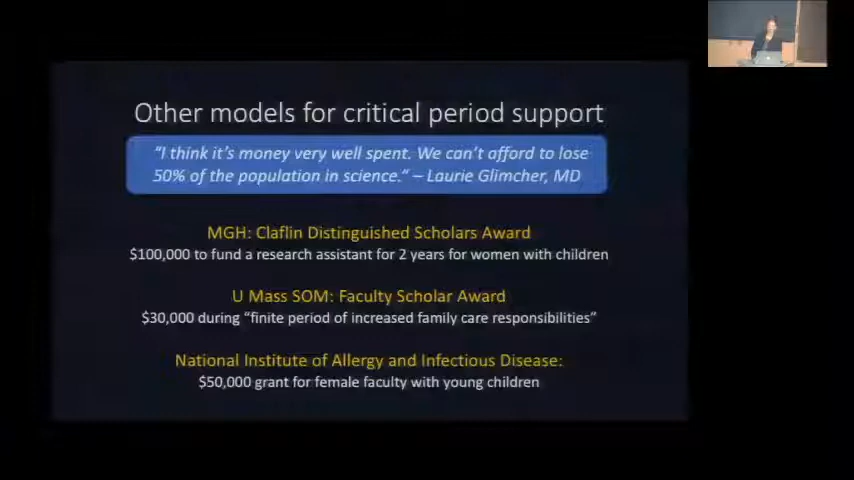 Other models for critical period support
"I think it's money very well spent. We can't afford to lose
50% of the population in science." – Laurie Glimcher, MD
MGH: Claflin Distinguished Scholars Award
$100,000 to fund a research assistant for 2 years for women with children
U Mass SOM: Faculty Scholar Award
$30,000 during "finite period of increased family care responsibilities"
National Institute of Allergy and Infectious Disease:
$50,000 grant for female faculty with young children